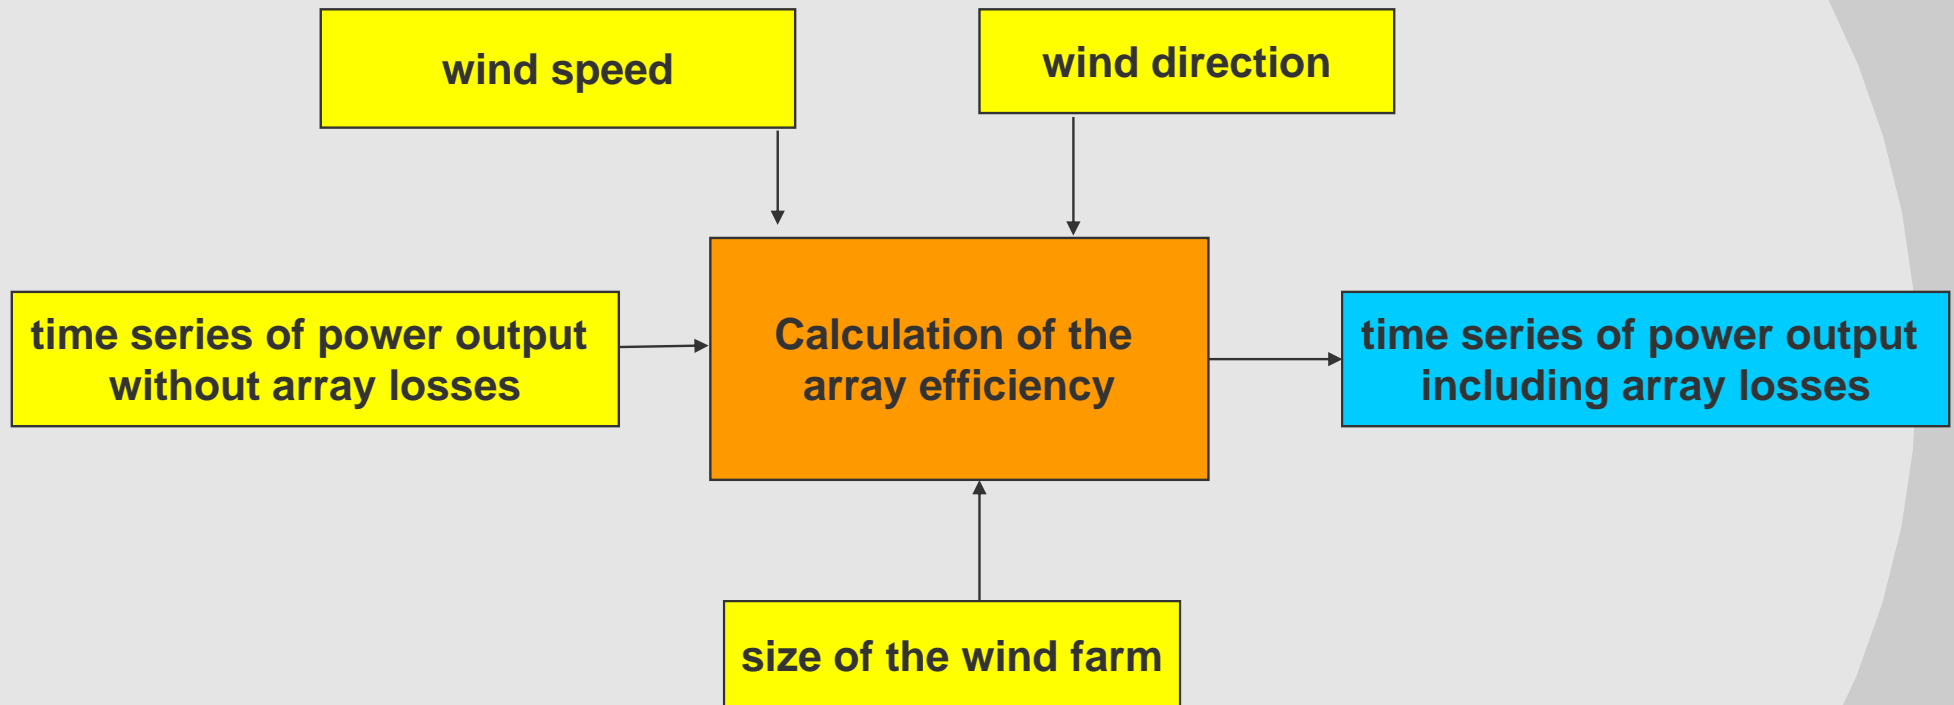 wind speed
wind direction
time series of power output
without array losses
Calculation of the
array efficiency
time series of power output
including array losses
size of the wind farm